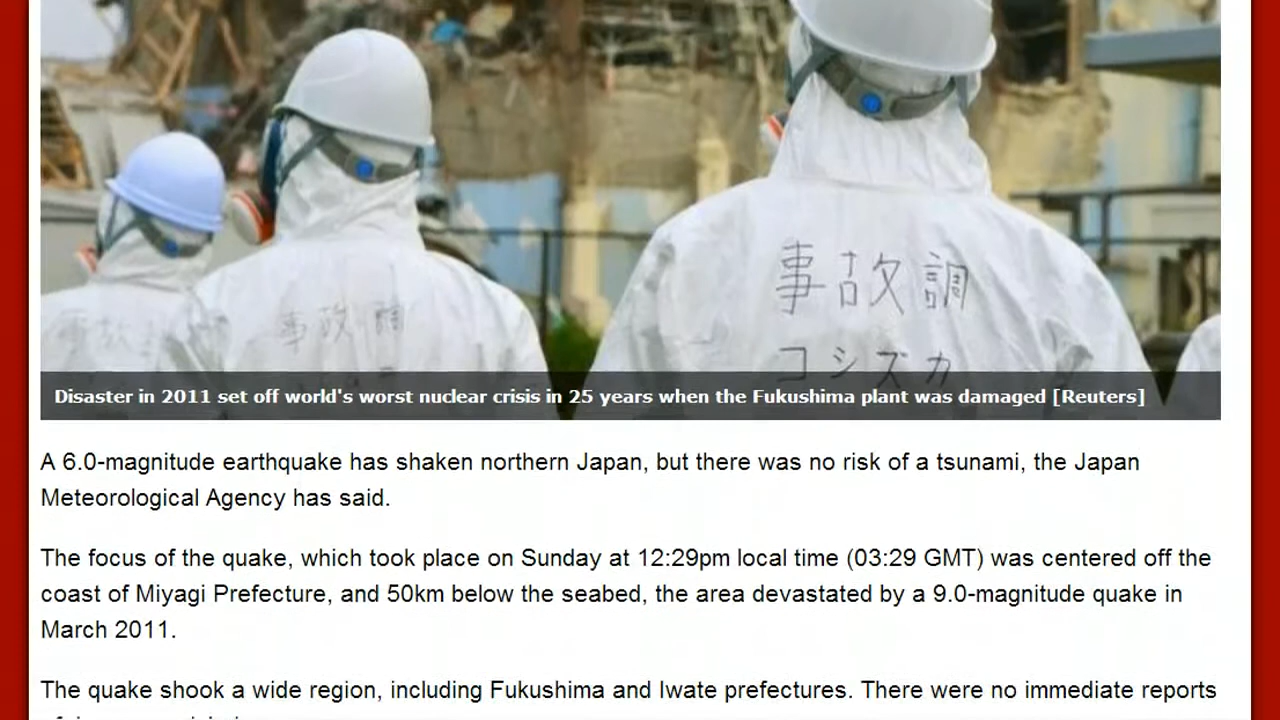 事故調
コシズカ
事故調
事故
Disaster in 2011 set off world's worst nuclear crisis in 25 years when the Fukushima plant was damaged [Reuters]
A 6.0-magnitude earthquake has shaken northern Japan, but there was no risk of a tsunami, the Japan
Meteorological Agency has said.
The focus of the quake, which took place on Sunday at 12:29pm local time (03:29 GMT) was centered off the
coast of Miyagi Prefecture, and 50km below the seabed, the area devastated by a 9.0-magnitude quake in
March 2011.
The quake shook a wide region, including Fukushima and Iwate prefectures. There were no immediate reports